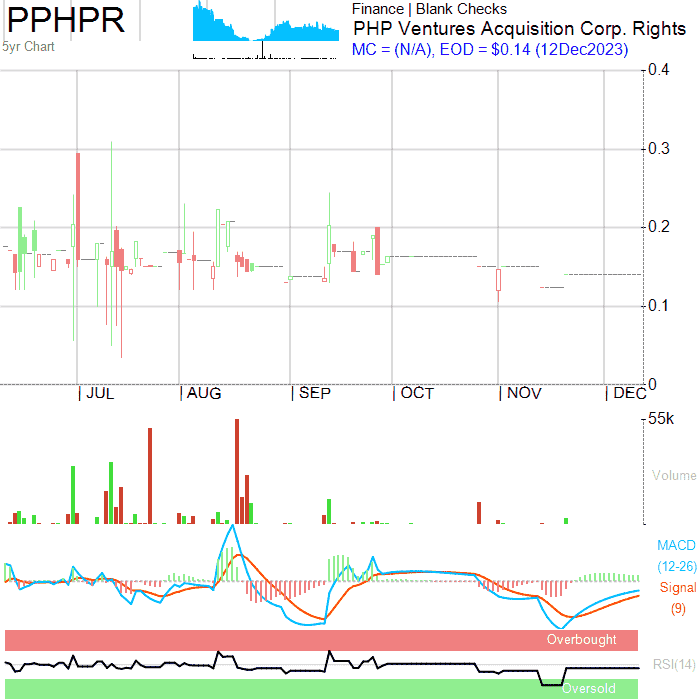 PPHPR
5yr Chart
Finance | Blank Checks
PHP Ventures Acquisition Corp. Rights
MC = (N/A), EOD = $0.14 (12Dec2023)
0.4
0.3
0.2
0.1
0
JUL AUG SEP OCT NOV DEC
55k
Volume
MACD
(12-26)
Signal
(9)
Overbought
RSI(14)
Oversold